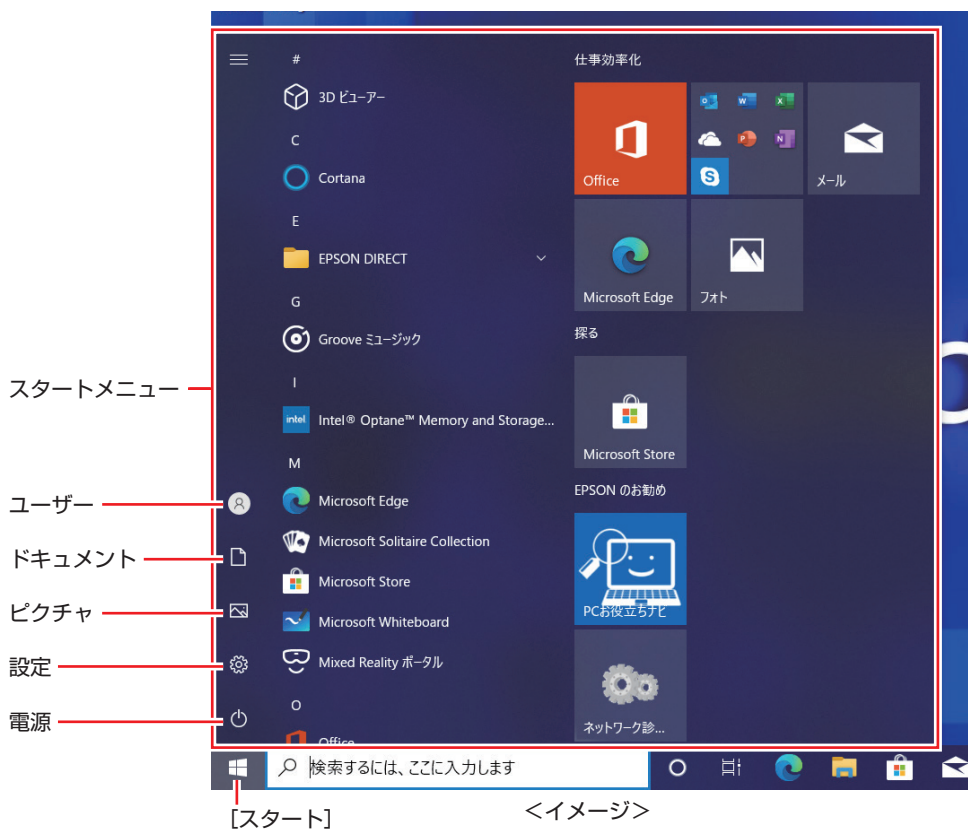 スタートメニュー
ユーザー
ドキュメント
ピクチャ
設定
電源
#
3D ビューアー
C
Cortana
E
EPSON DIRECT
G
Groove ミュージック
I
intel
Intel® Optane™ Memory and Storage...
M
Microsoft Edge
Microsoft Solitaire Collection
Microsoft Store
Microsoft Whiteboard
Mixed Reality ポータル
O
Office
仕事効率化
Office
メール
Microsoft Edge
フォト
探る
Microsoft Store
EPSON のお勧め
PCお役立ちナビ
ネットワーク診...
検索するには、ここに入力します
[スタート]
＜イメージ＞